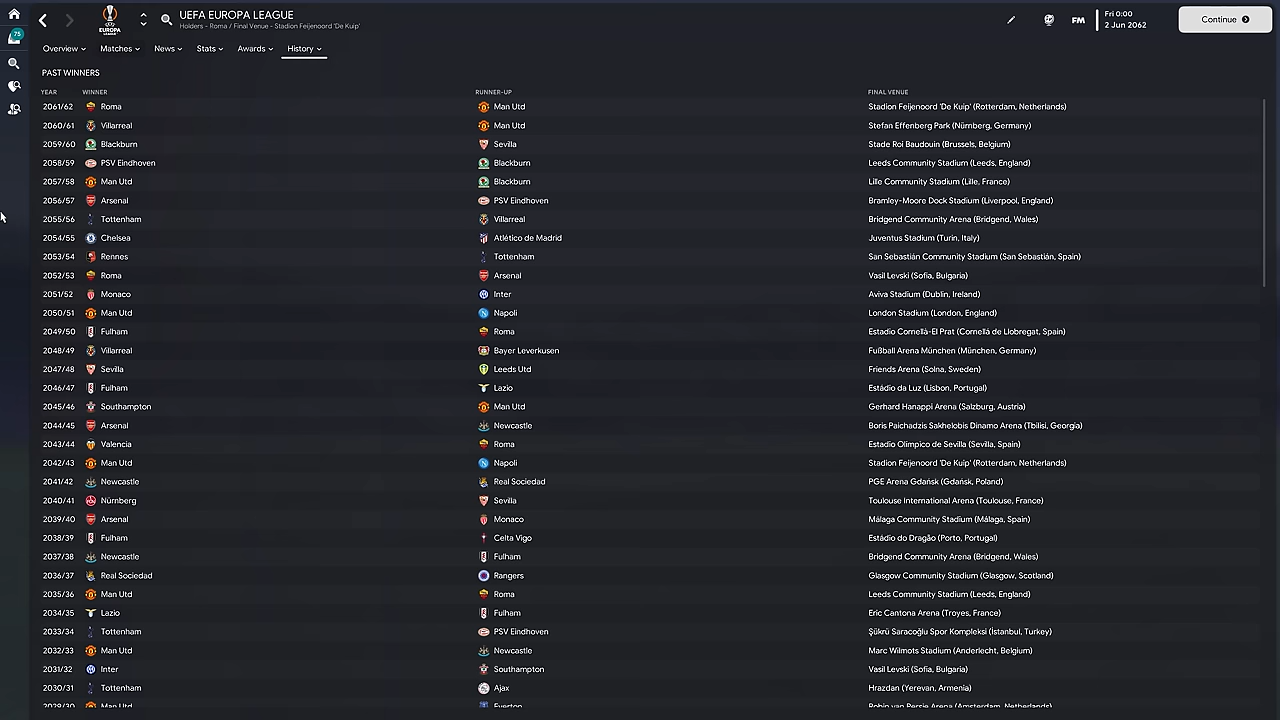 UEFA EUROPA LEAGUE
Holders - Roma / Final Venue - Stadion Feijenoord 'De Kuip'
EUROPA
LEAGUE
75
FM
Fri 0:00
2 Jun 2062
Continue
Overview Matches News Stats Awards History
PAST WINNERS
YEAR WINNER RUNNER-UP FINAL VENUE
2061/62 Roma Man Utd Stadion Feijenoord 'De Kuip' (Rotterdam, Netherlands)
2060/61 Villarreal Man Utd Stefan Effenberg Park (Nürnberg, Germany)
2059/60 Blackburn Sevilla Stade Roi Baudouin (Brussels, Belgium)
2058/59 PSV Eindhoven Blackburn Leeds Community Stadium (Leeds, England)
2057/58 Man Utd Blackburn Lille Community Stadium (Lille, France)
2056/57 Arsenal PSV Eindhoven Bramley-Moore Dock Stadium (Liverpool, England)
2055/56 Tottenham Villarreal Bridgend Community Arena (Bridgend, Wales)
2054/55 Chelsea Atlético de Madrid Juventus Stadium (Turin, Italy)
2053/54 Rennes Tottenham San Sebastián Community Stadium (San Sebastián, Spain)
2052/53 Roma Arsenal Vasil Levski (Sofia, Bulgaria)
2051/52 Monaco Inter Aviva Stadium (Dublin, Ireland)
2050/51 Man Utd Napoli London Stadium (London, England)
2049/50 Fulham Roma Estadio Cornellà-El Prat (Cornellá de Llobregat, Spain)
2048/49 Villarreal Bayer Leverkusen Fußball Arena München (München, Germany)
2047/48 Sevilla Leeds Utd Friends Arena (Solna, Sweden)
2046/47 Fulham Lazio Estádio da Luz (Lisbon, Portugal)
2045/46 Southampton Man Utd Gerhard Hanappi Arena (Salzburg, Austria)
2044/45 Arsenal Newcastle Boris Paichadzis Sakhelobis Dinamo Arena (Tbilisi, Georgia)
2043/44 Valencia Roma Estadio Olímpico de Sevilla (Sevilla, Spain)
2042/43 Man Utd Napoli Stadion Feijenoord 'De Kuip' (Rotterdam, Netherlands)
2041/42 Newcastle Real Sociedad PGE Arena Gdańsk (Gdańsk, Poland)
2040/41 Nürnberg Sevilla Toulouse International Arena (Toulouse, France)
2039/40 Arsenal Monaco Málaga Community Stadium (Málaga, Spain)
2038/39 Fulham Celta Vigo Estádio do Dragão (Porto, Portugal)
2037/38 Newcastle Fulham Bridgend Community Arena (Bridgend, Wales)
2036/37 Real Sociedad Rangers Glasgow Community Stadium (Glasgow, Scotland)
2035/36 Man Utd Roma Leeds Community Stadium (Leeds, England)
2034/35 Lazio Fulham Eric Cantona Arena (Troyes, France)
2033/34 Tottenham PSV Eindhoven Şükrü Saracoğlu Spor Kompleksi (İstanbul, Turkey)
2032/33 Man Utd Newcastle Marc Wilmots Stadium (Anderlecht, Belgium)
2031/32 Inter Southampton Vasil Levski (Sofia, Bulgaria)
2030/31 Tottenham Ajax Hrazdan (Yerevan, Armenia)
2029/30 Man Utd Everton Robin van Persie Arena (Amsterdam, Netherlands)